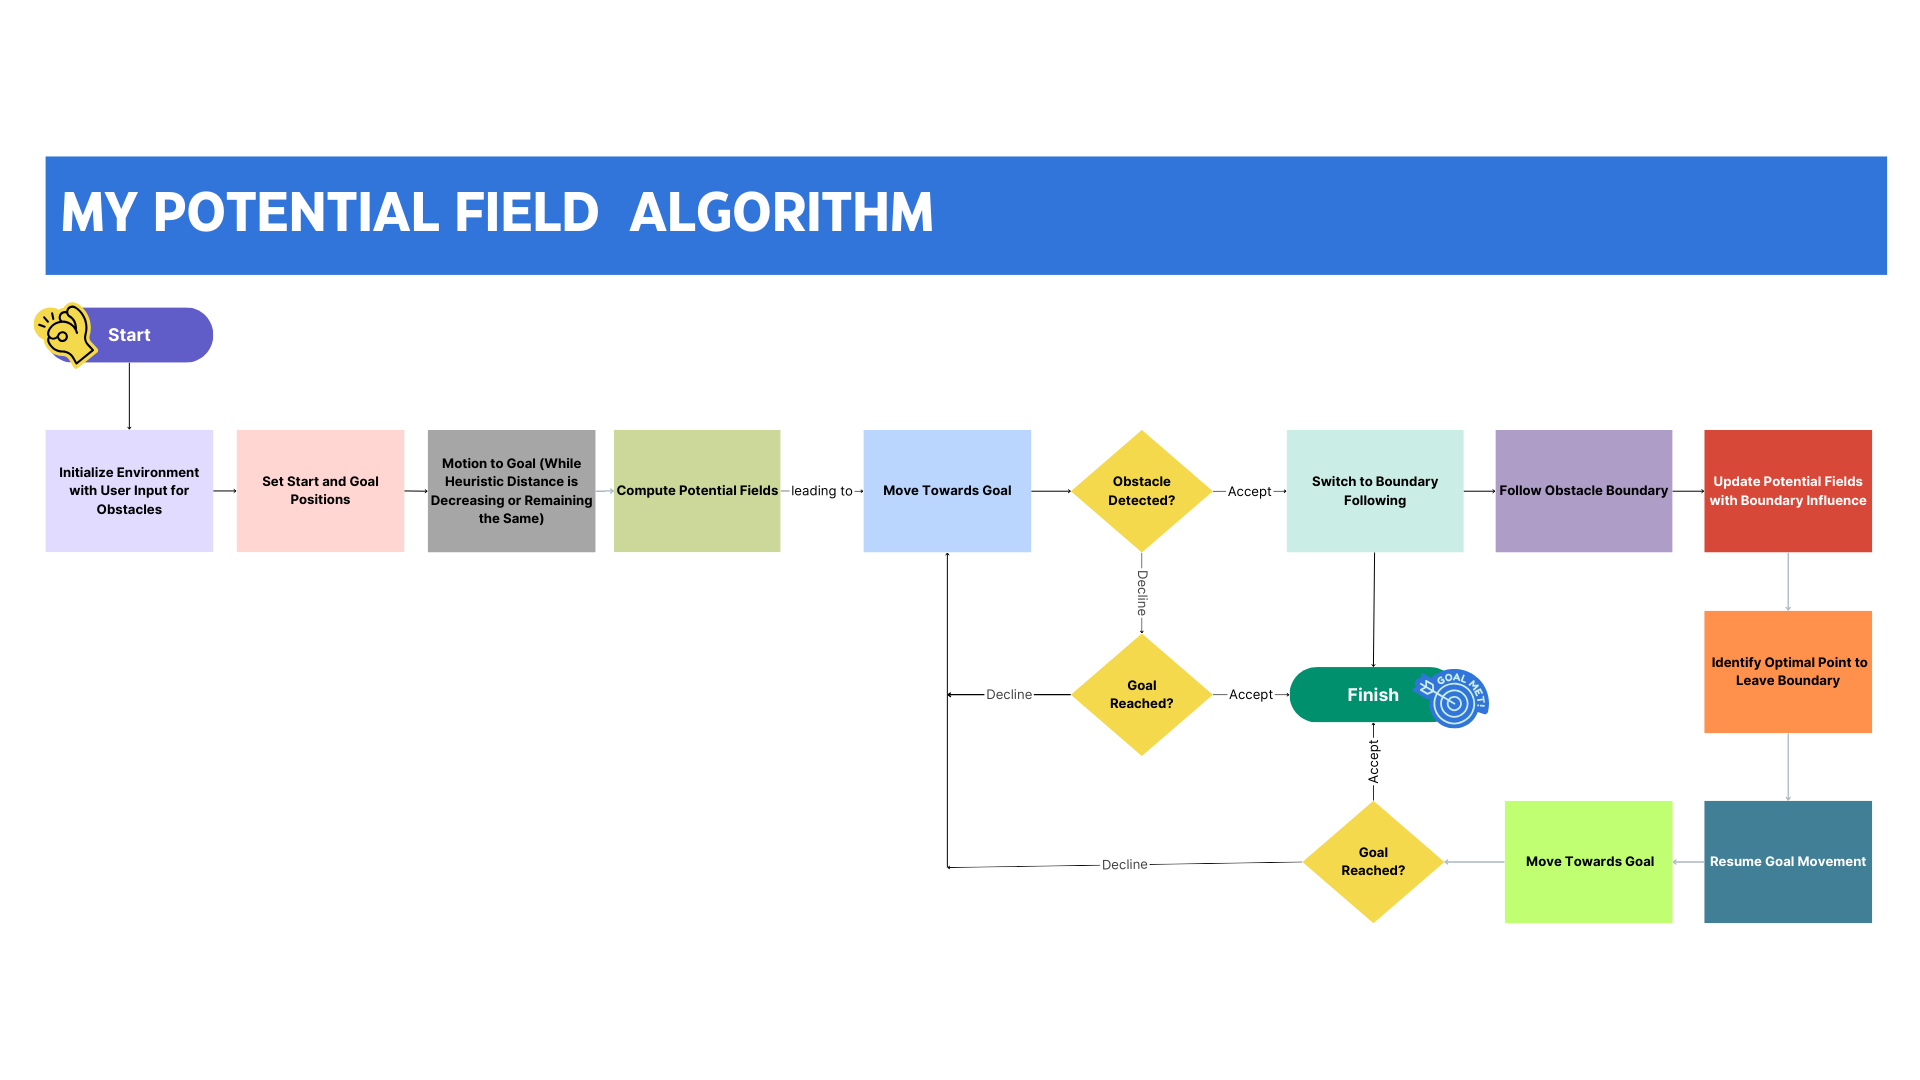 MY POTENTIAL FIELD  ALGORITHM
Start
Initialize Environment
with User Input for
Obstacles
Set Start and Goal
Positions
Motion to Goal (While
Heuristic Distance is
Decreasing or Remaining
the Same)
Compute Potential Fields
leading to
Move Towards Goal
Obstacle
Detected?
Accept
Switch to Boundary
Following
Follow Obstacle Boundary
Update Potential Fields
with Boundary Influence
Decline
Identify Optimal Point to
Leave Boundary
Decline
Goal
Reached?
Accept
Finish
GOAL MET!
Accept
Decline
Goal
Reached?
Move Towards Goal
Resume Goal Movement